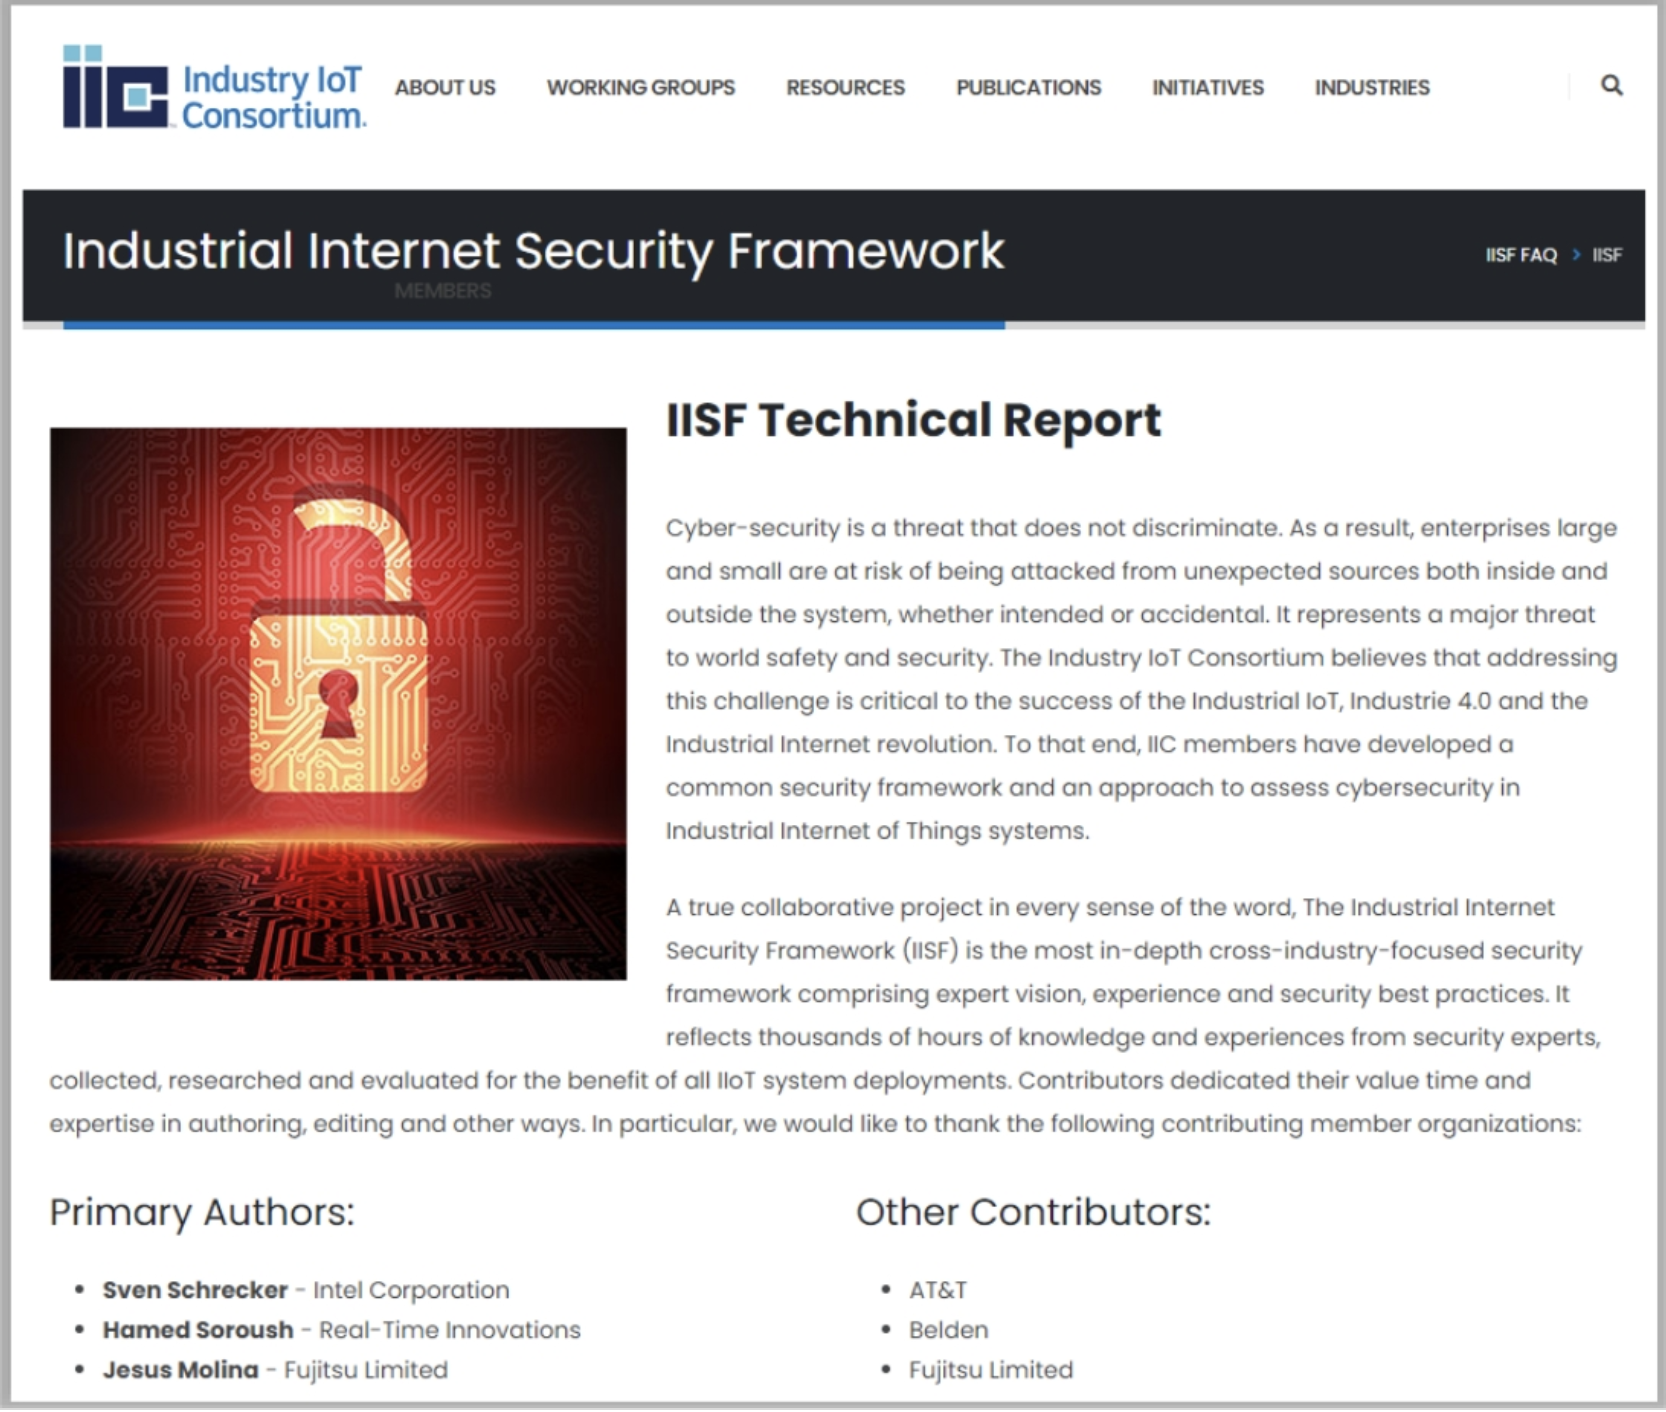 Industry IoT
Consortium.
ABOUT US WORKING GROUPS RESOURCES PUBLICATIONS INITIATIVES INDUSTRIES
Industrial Internet Security Framework
MEMBERS
IISF FAQ > IISF
IISF Technical Report
Cyber-security is a threat that does not discriminate. As a result, enterprises large
and small are at risk of being attacked from unexpected sources both inside and
outside the system, whether intended or accidental. It represents a major threat
to world safety and security. The Industry IoT Consortium believes that addressing
this challenge is critical to the success of the Industrial IoT, Industrie 4.0 and the
Industrial Internet revolution. To that end, IIC members have developed a
common security framework and an approach to assess cybersecurity in
Industrial Internet of Things systems.
A true collaborative project in every sense of the word, The Industrial Internet
Security Framework (IISF) is the most in-depth cross-industry-focused security
framework comprising expert vision, experience and security best practices. It
reflects thousands of hours of knowledge and experiences from security experts,
collected, researched and evaluated for the benefit of all IIoT system deployments. Contributors dedicated their value time and
expertise in authoring, editing and other ways. In particular, we would like to thank the following contributing member organizations:
Primary Authors:
• Sven Schrecker - Intel Corporation
• Hamed Soroush - Real-Time Innovations
• Jesus Molina - Fujitsu Limited
Other Contributors:
• AT&T
• Belden
• Fujitsu Limited